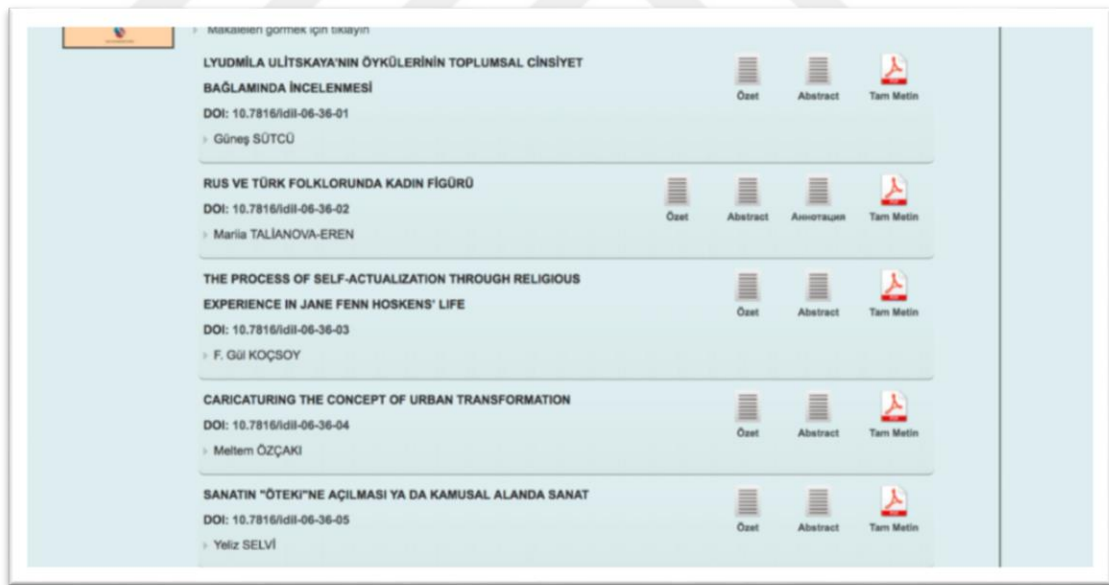 Makaleleri görmek için tıklayın
LYUDMİLA ULİTSKAYA'NIN ÖYKÜLERİNİN TOPLUMSAL CİNSİYET
BAĞLAMINDA İNCELENMESİ
DOI: 10.7816/idil-06-36-01
Güneş SÜTCÜ
Özet Abstract Tam Metin
RUS VE TÜRK FOLKLORUNDA KADIN FİGÜRÜ
DOI: 10.7816/idil-06-36-02
Mariia TALİANOVA-EREN
Özet Abstract Аннотация Tam Metin
THE PROCESS OF SELF-ACTUALIZATION THROUGH RELIGIOUS
EXPERIENCE IN JANE FENN HOSKENS' LIFE
DOI: 10.7816/idil-06-36-03
F. Gül KOÇSOY
Özet Abstract Tam Metin
CARICATURING THE CONCEPT OF URBAN TRANSFORMATION
DOI: 10.7816/idil-06-36-04
Meltem ÖZÇAKI
Özet Abstract Tam Metin
SANATIN "ÖTEKI"NE AÇILMASI YA DA KAMUSAL ALANDA SANAT
DOI: 10.7816/idil-06-36-05
Yeliz SELVİ
Özet Abstract Tam Metin